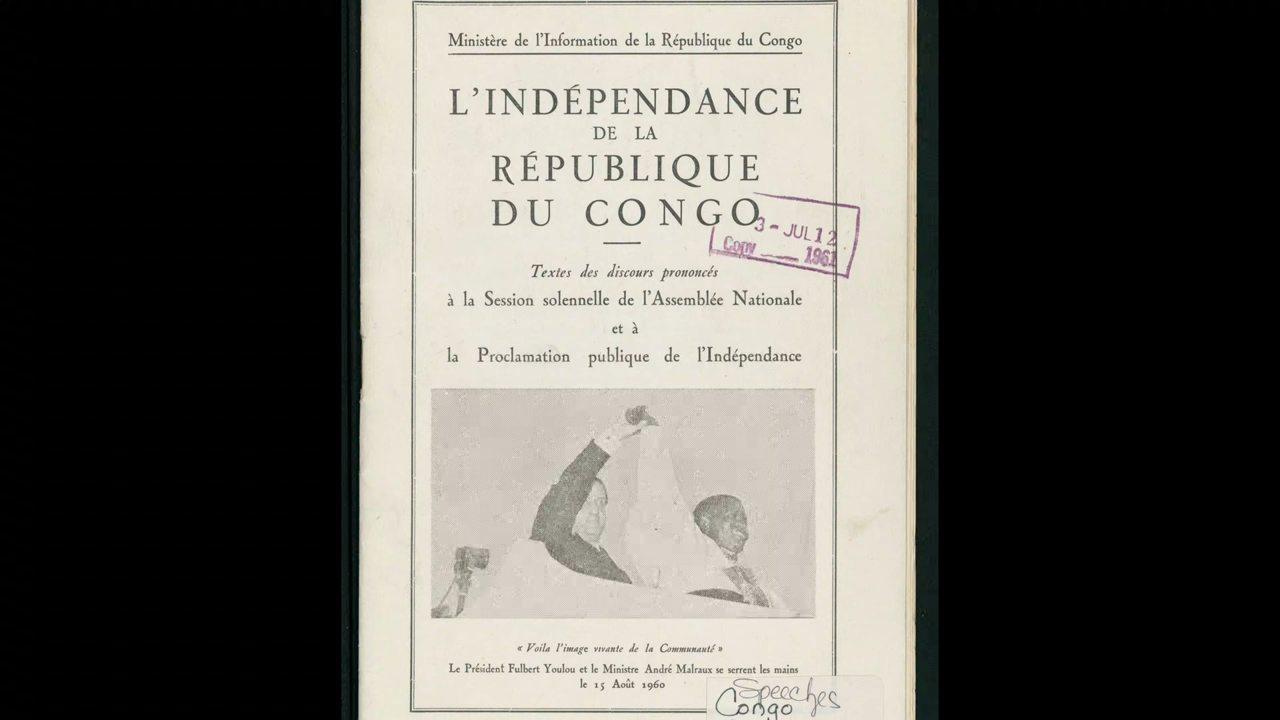 Ministère de l'Information de la République du Congo
L'INDÉPENDANCE
DE LA
RÉPUBLIQUE
DU CONGO
3 - JUL 12
Copy ___ 1961
Textes des discours prononcés
à la Session solennelle de l'Assemblée Nationale
et à
la Proclamation publique de l'Indépendance
« Voila l'image vivante de la Communauté »
Le Président Fulbert Youlou et le Ministre André Malraux se serrent les mains
le 15 Août 1960
Speeches
Congo